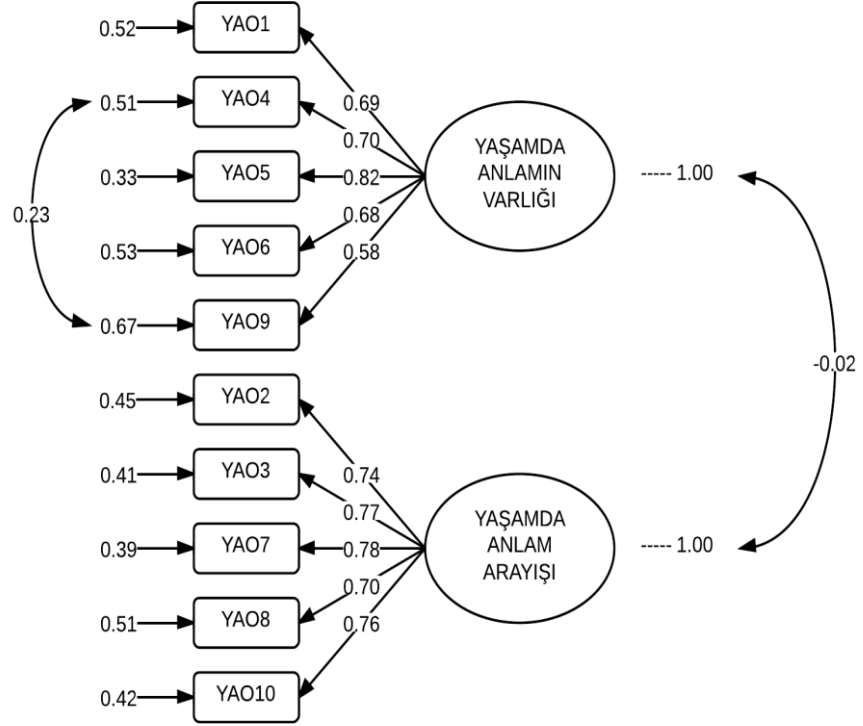 0.52 YAO1
0.69
0.51 YAO4
0.70
YAŞAMDA
ANLAMIN
VARLIĞI
0.33 YAO5 0.82
----- 1.00
0.23
0.68
0.53 YAO6
0.58
0.67 YAO9
-0.02
0.45 YAO2
0.74
0.41 YAO3
0.77
YAŞAMDA
ANLAM
ARAYIŞI
0.39 YAO7 0.78
----- 1.00
0.70
0.51 YAO8
0.76
0.42 YAO10